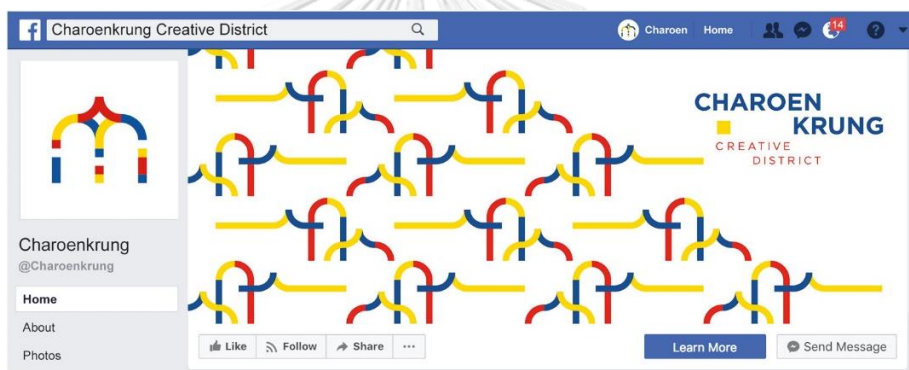 Charoenkrung Creative District
Charoen Home 14
CHAROEN
KRUNG
CREATIVE
DISTRICT
Charoenkrung
@Charoenkrung
Home
About
Photos
Like Follow Share ...
Learn More Send Message